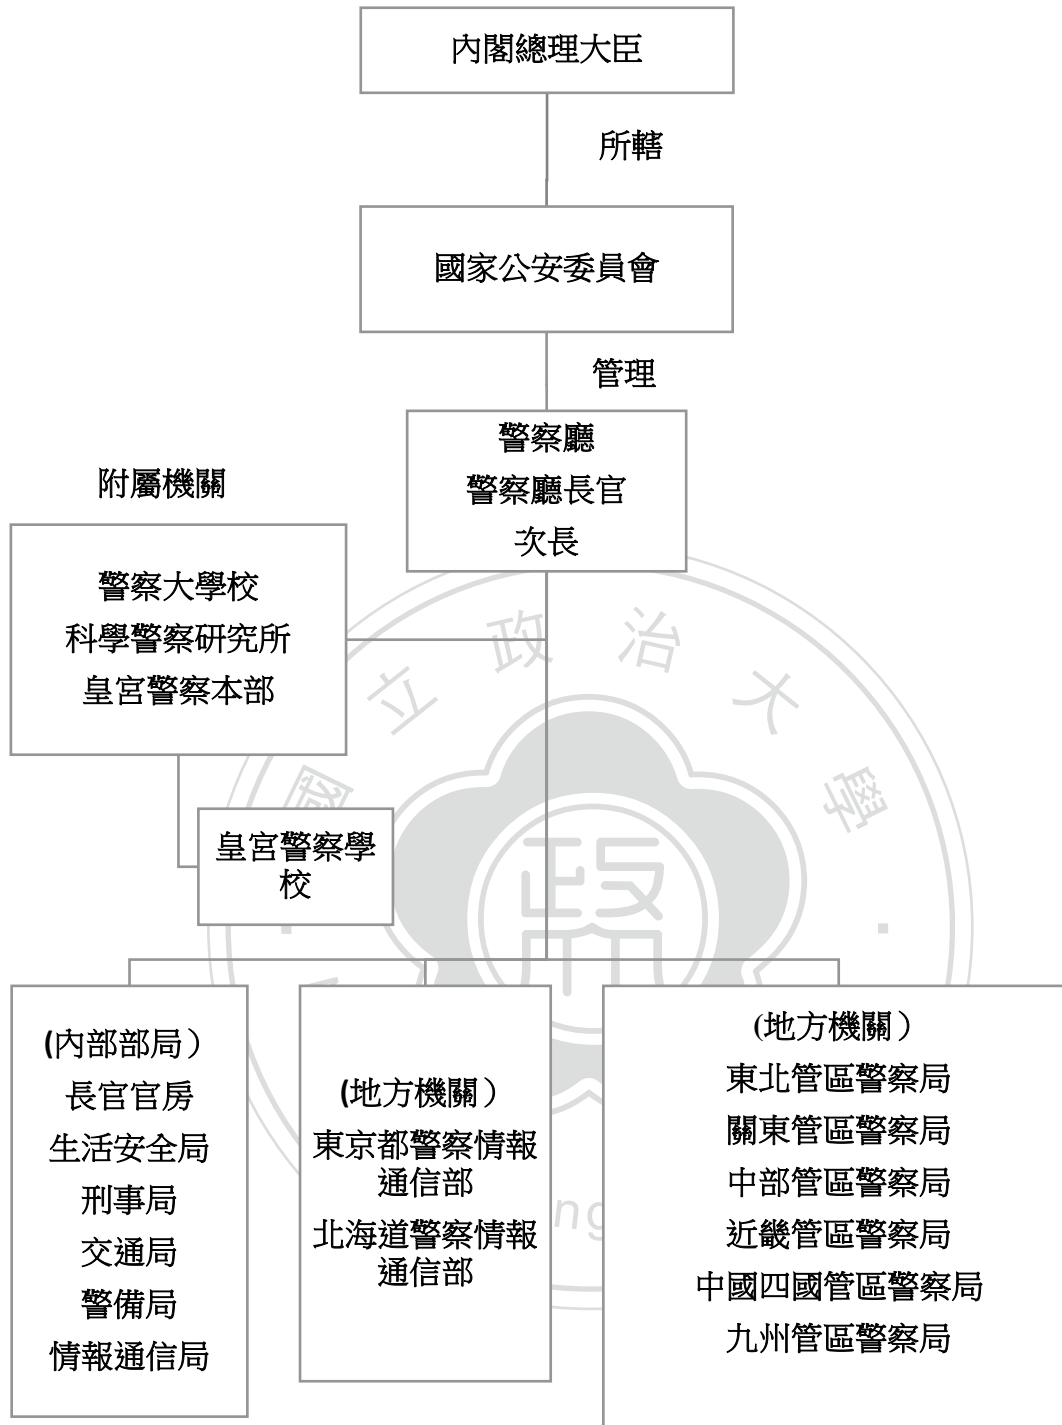 內閣總理大臣
所轄
國家公安委員會
管理
警察廳
警察廳長官
次長
附屬機關
警察大學校
科學警察研究所
皇宮警察本部
皇宮警察學
校
(內部部局）
長官官房
生活安全局
刑事局
交通局
警備局
情報通信局
(地方機關）
東京都警察情報
通信部
北海道警察情報
通信部
(地方機關）
東北管區警察局
關東管區警察局
中部管區警察局
近畿管區警察局
中國四國管區警察局
九州管區警察局
國立政治大學
政